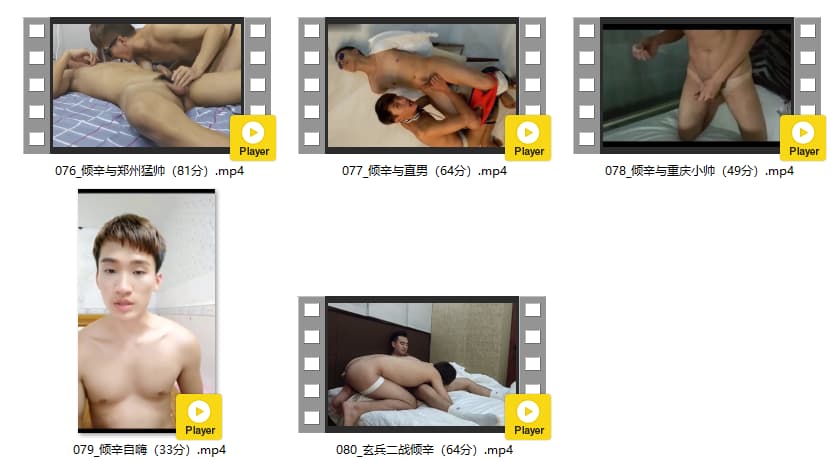 Player
Player
Player
076_倾辛与郑州猛帅（81分）.mp4
077_倾辛与直男（64分）.mp4
078_倾辛与重庆小帅（49分）.mp4
Player
Player
079_倾辛自嗨（33分）.mp4
080_玄兵二战倾辛（64分）.mp4